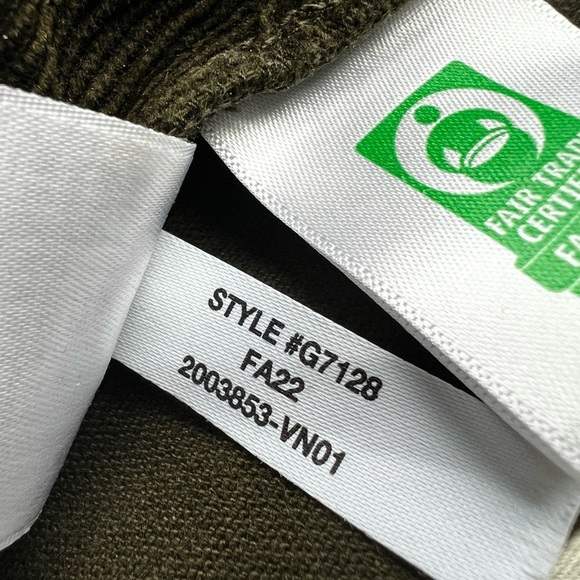 FAIR TRADE
CERTIFIED
STYLE #G7128
FA22
2003853-VN01